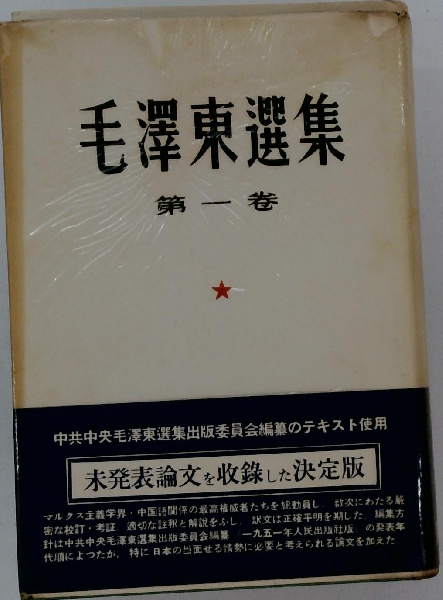 毛澤東選集
第一卷
中共中央毛澤東選集出版委員会編纂のテキスト使用
未発表論文を収錄した決定版
マルクス主義学界・中国語関係の最高権威者たちを総動員し 数次にわたる厳
密な校訂・考証 適切な註釈と解説をふし 訳文は正確平明を期した 編集方
針は中共中央毛澤東選集出版委員会編纂「一九五一年人民出版社版」の発表年
代順によつたが、特に日本の当面せる情勢に必要と考えられる論文を加えた